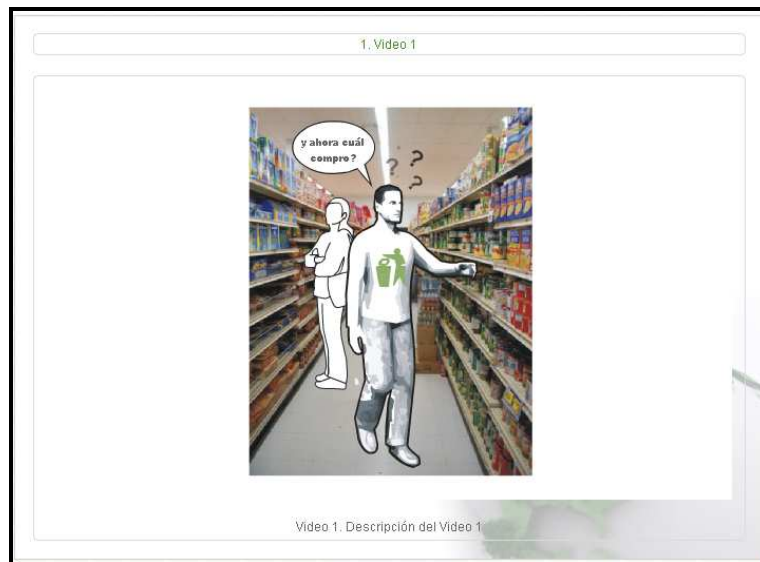 1. Video 1
y ahora cuál
compro?
? ? ?
Video 1. Descripción del Video 1